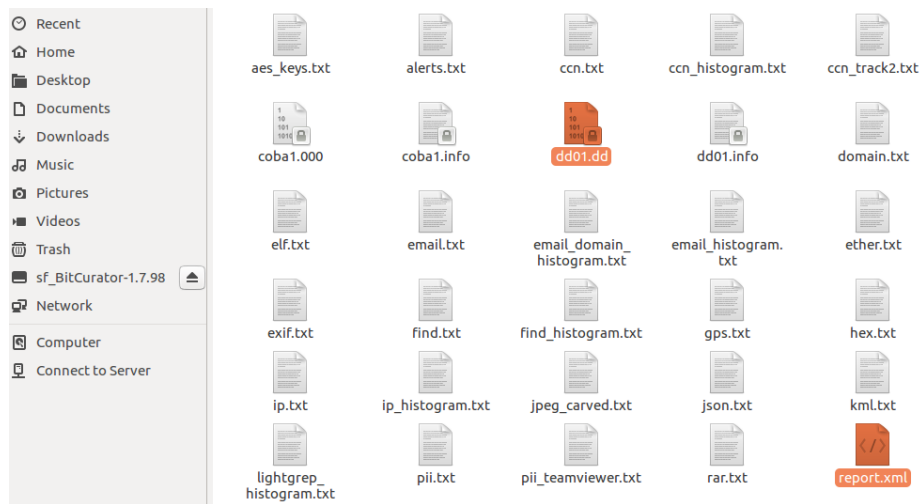 Recent
Home
Desktop
Documents
Downloads
Music
Pictures
Videos
Trash
sf_BitCurator-1.7.98
Network
Computer
Connect to Server
aes_keys.txt alerts.txt ccn.txt ccn_histogram.txt ccn_track2.txt
coba1.000 coba1.info dd01.dd dd01.info domain.txt
elf.txt email.txt email_domain_
histogram.txt email_histogram.
txt ether.txt
exif.txt find.txt find_histogram.txt gps.txt hex.txt
ip.txt ip_histogram.txt jpeg_carved.txt json.txt kml.txt
lightgrep_
histogram.txt pii.txt pii_teamviewer.txt rar.txt report.xml